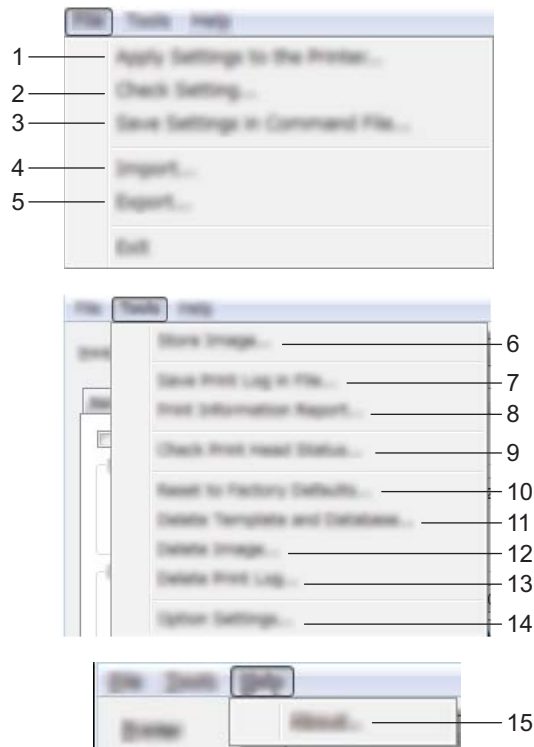 File Tools Help
1 Apply Settings to the Printer...
2 Check Setting...
3 Save Settings in Command File...
4 Import...
5 Export...
Exit
File Tools Help
Store Image... 6
Save Print Log in File... 7
Print Information Report... 8
Check Print Head Status... 9
Reset to Factory Defaults... 10
Delete Template and Database... 11
Delete Image... 12
Delete Print Log... 13
Option Settings... 14
File Tools Help
Printer
About... 15